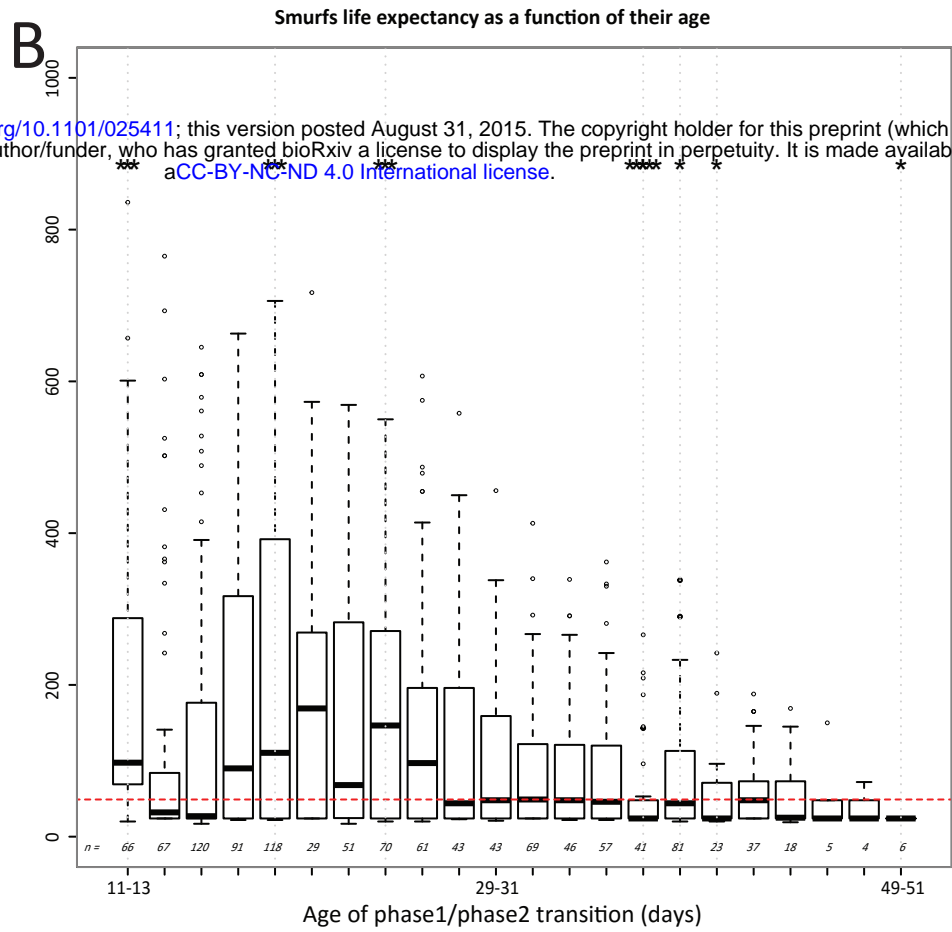 Smurfs life expectancy as a function of their age
B
1000
rg/10.1101/025411; this version posted August 31, 2015. The copyright holder for this preprint (which
uthor/funder, who has granted bioRxiv a license to display the preprint in perpetuity. It is made availab
aCC-BY-NC-ND 4.0 International license.
*** *** *** ***** * * *
800
600
400
200
0
n = 66 67 120 91 118 29 51 70 61 43 43 69 46 57 41 81 23 37 18 5 4 6
11-13 29-31 49-51
Age of phase1/phase2 transition (days)